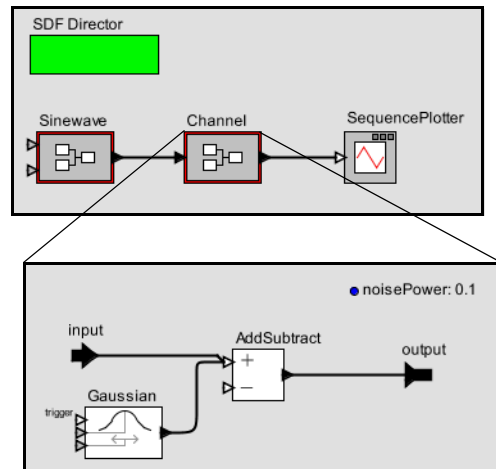 SDF Director
Sinewave
Channel
SequencePlotter
noisePower: 0.1
input
AddSubtract
output
+
−
Gaussian
trigger